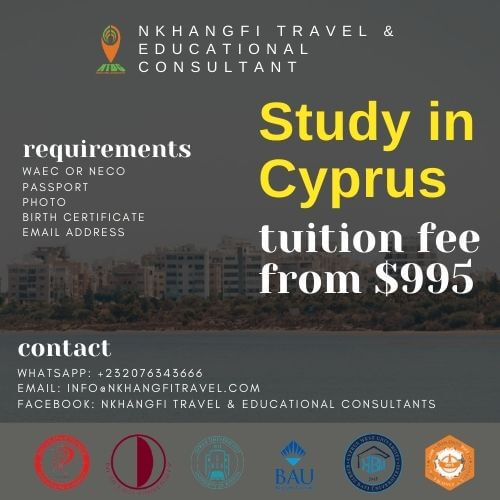 NKHANGFI TRAVEL &
EDUCATIONAL
CONSULTANT
Study in
Cyprus
tuition fee
from $995
requirements
WAEC OR NECO
PASSPORT
PHOTO
BIRTH CERTIFICATE
EMAIL ADDRESS
contact
WHATSAPP: +232076343666
EMAIL: INFO@NKHANGFITRAVEL.COM
FACEBOOK: NKHANGFI TRAVEL & EDUCATIONAL CONSULTANTS
BAU